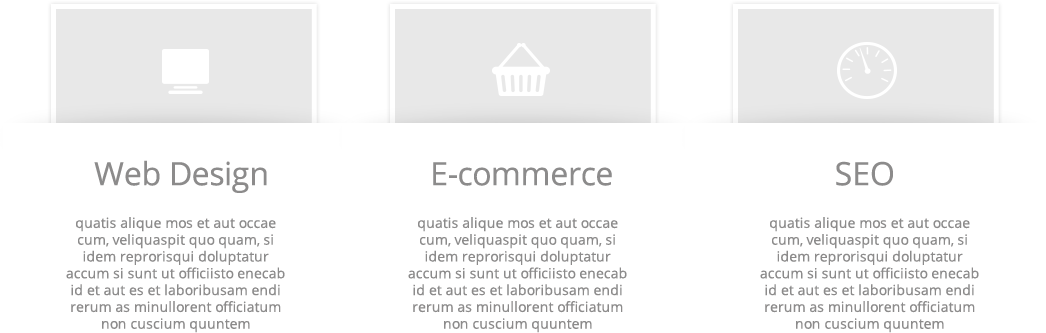 Web Design
quatis alique mos et aut occae
cum, veliquaspit quo quam, si
idem reprorisqui doluptatur
accum si sunt ut officiisto enecab
id et aut es et laboribusam endi
rerum as minullorent officiatum
non cuscium quuntem
E-commerce
quatis alique mos et aut occae
cum, veliquaspit quo quam, si
idem reprorisqui doluptatur
accum si sunt ut officiisto enecab
id et aut es et laboribusam endi
rerum as minullorent officiatum
non cuscium quuntem
SEO
quatis alique mos et aut occae
cum, veliquaspit quo quam, si
idem reprorisqui doluptatur
accum si sunt ut officiisto enecab
id et aut es et laboribusam endi
rerum as minullorent officiatum
non cuscium quuntem